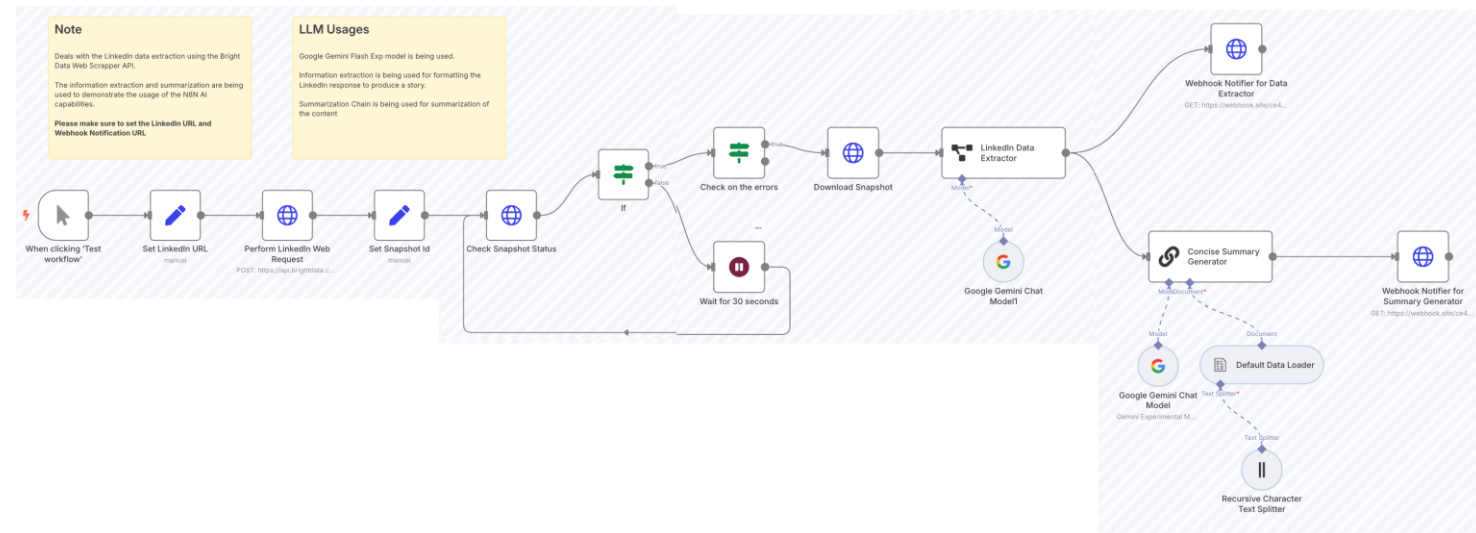 Note
Deals with the LinkedIn data extraction using the Bright
Data Web Scrapper API.
The information extraction and summarization are being
used to demonstrate the usage of the N8N AI
capabilities.
Please make sure to set the LinkedIn URL and
Webhook Notification URL
LLM Usages
Google Gemini Flash Exp model is being used.
Information extraction is being used for formatting the
LinkedIn response to produce a story.
Summarization Chain is being used for summarization of
the content
When clicking 'Test
workflow'
Set LinkedIn URL
manual
Perform LinkedIn Web
Request
POST: https://api.brightdata.c...
Set Snapshot Id
manual
Check Snapshot Status
If
true
false
Check on the errors
true
...
Wait for 30 seconds
Download Snapshot
LinkedIn Data
Extractor
Model*
Model
Google Gemini Chat
Model1
Webhook Notifier for Data
Extractor
GET: https://webhook.site/ce4...
Concise Summary
Generator
Document*
Model
Google Gemini Chat
Model
Gemini Experimental M...
Document
Default Data Loader
Text Splitter*
Text Splitter
Recursive Character
Text Splitter
Webhook Notifier for
Summary Generator
GET: https://webhook.site/ce4...